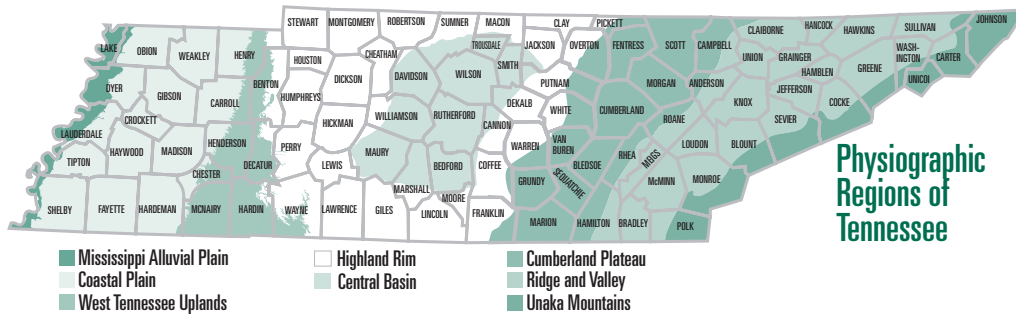 STEWART MONTGOMERY ROBERTSON SUMNER MACON CLAY PICKETT
LAKE OBION WEAKLEY HENRY HOUSTON CHEATHAM TROUSDALE JACKSON OVERTON FENTRESS SCOTT CAMPBELL CLAIBORNE HANCOCK HAWKINS SULLIVAN JOHNSON
DYER GIBSON CARROLL BENTON DICKSON DAVIDSON WILSON SMITH PUTNAM MORGAN ANDERSON UNION GRAINGER HAMBLEN GREENE WASH-
INGTON CARTER UNICOI
CROCKETT HUMPHREYS HICKMAN WILLIAMSON RUTHERFORD DEKALB CANNON WHITE CUMBERLAND ROANE KNOX JEFFERSON COCKE SEVIER
LAUDERDALE HAYWOOD MADISON HENDERSON DECATUR PERRY LEWIS MAURY BEDFORD COFFEE WARREN VAN
BUREN BLEDSOE RHEA MEIGS LOUDON BLOUNT
TIPTON CHESTER MARSHALL MOORE GRUNDY SEQUATCHIE McMINN MONROE
SHELBY FAYETTE HARDEMAN MCNAIRY HARDIN WAYNE LAWRENCE GILES LINCOLN FRANKLIN MARION HAMILTON BRADLEY POLK
Physiographic
Regions of
Tennessee
Mississippi Alluvial Plain
Coastal Plain
West Tennessee Uplands
Highland Rim
Central Basin
Cumberland Plateau
Ridge and Valley
Unaka Mountains